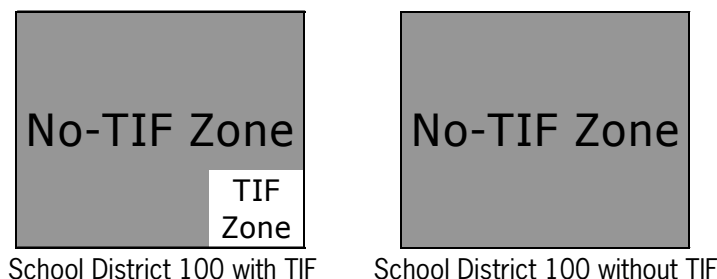 No-TIF Zone
TIF
Zone
School District 100 with TIF
No-TIF Zone
School District 100 without TIF